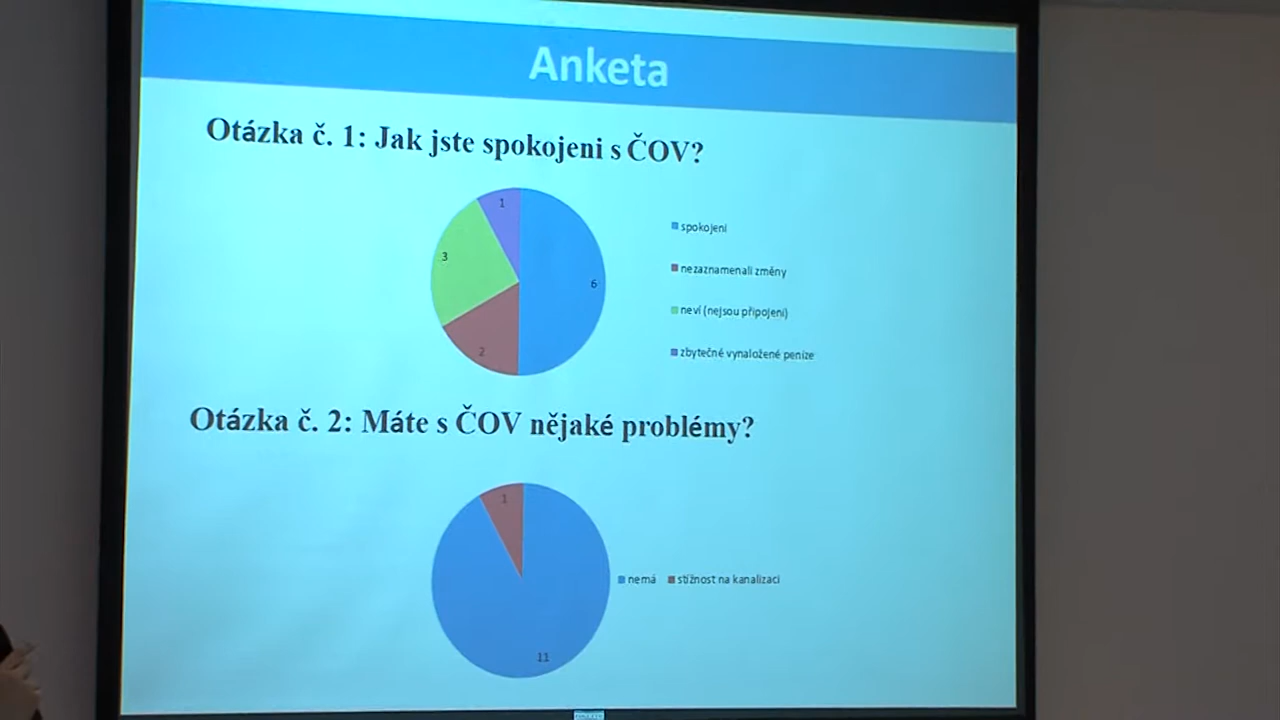 Anketa
Otázka č. 1: Jak jste spokojeni s ČOV?
1
3
6
2
spokojeni
nezaznamenali změny
neví (nejsou připojeni)
zbytečně vynaložené peníze
Otázka č. 2: Máte s ČOV nějaké problémy?
1
11
nemá
stížnost na kanalizaci